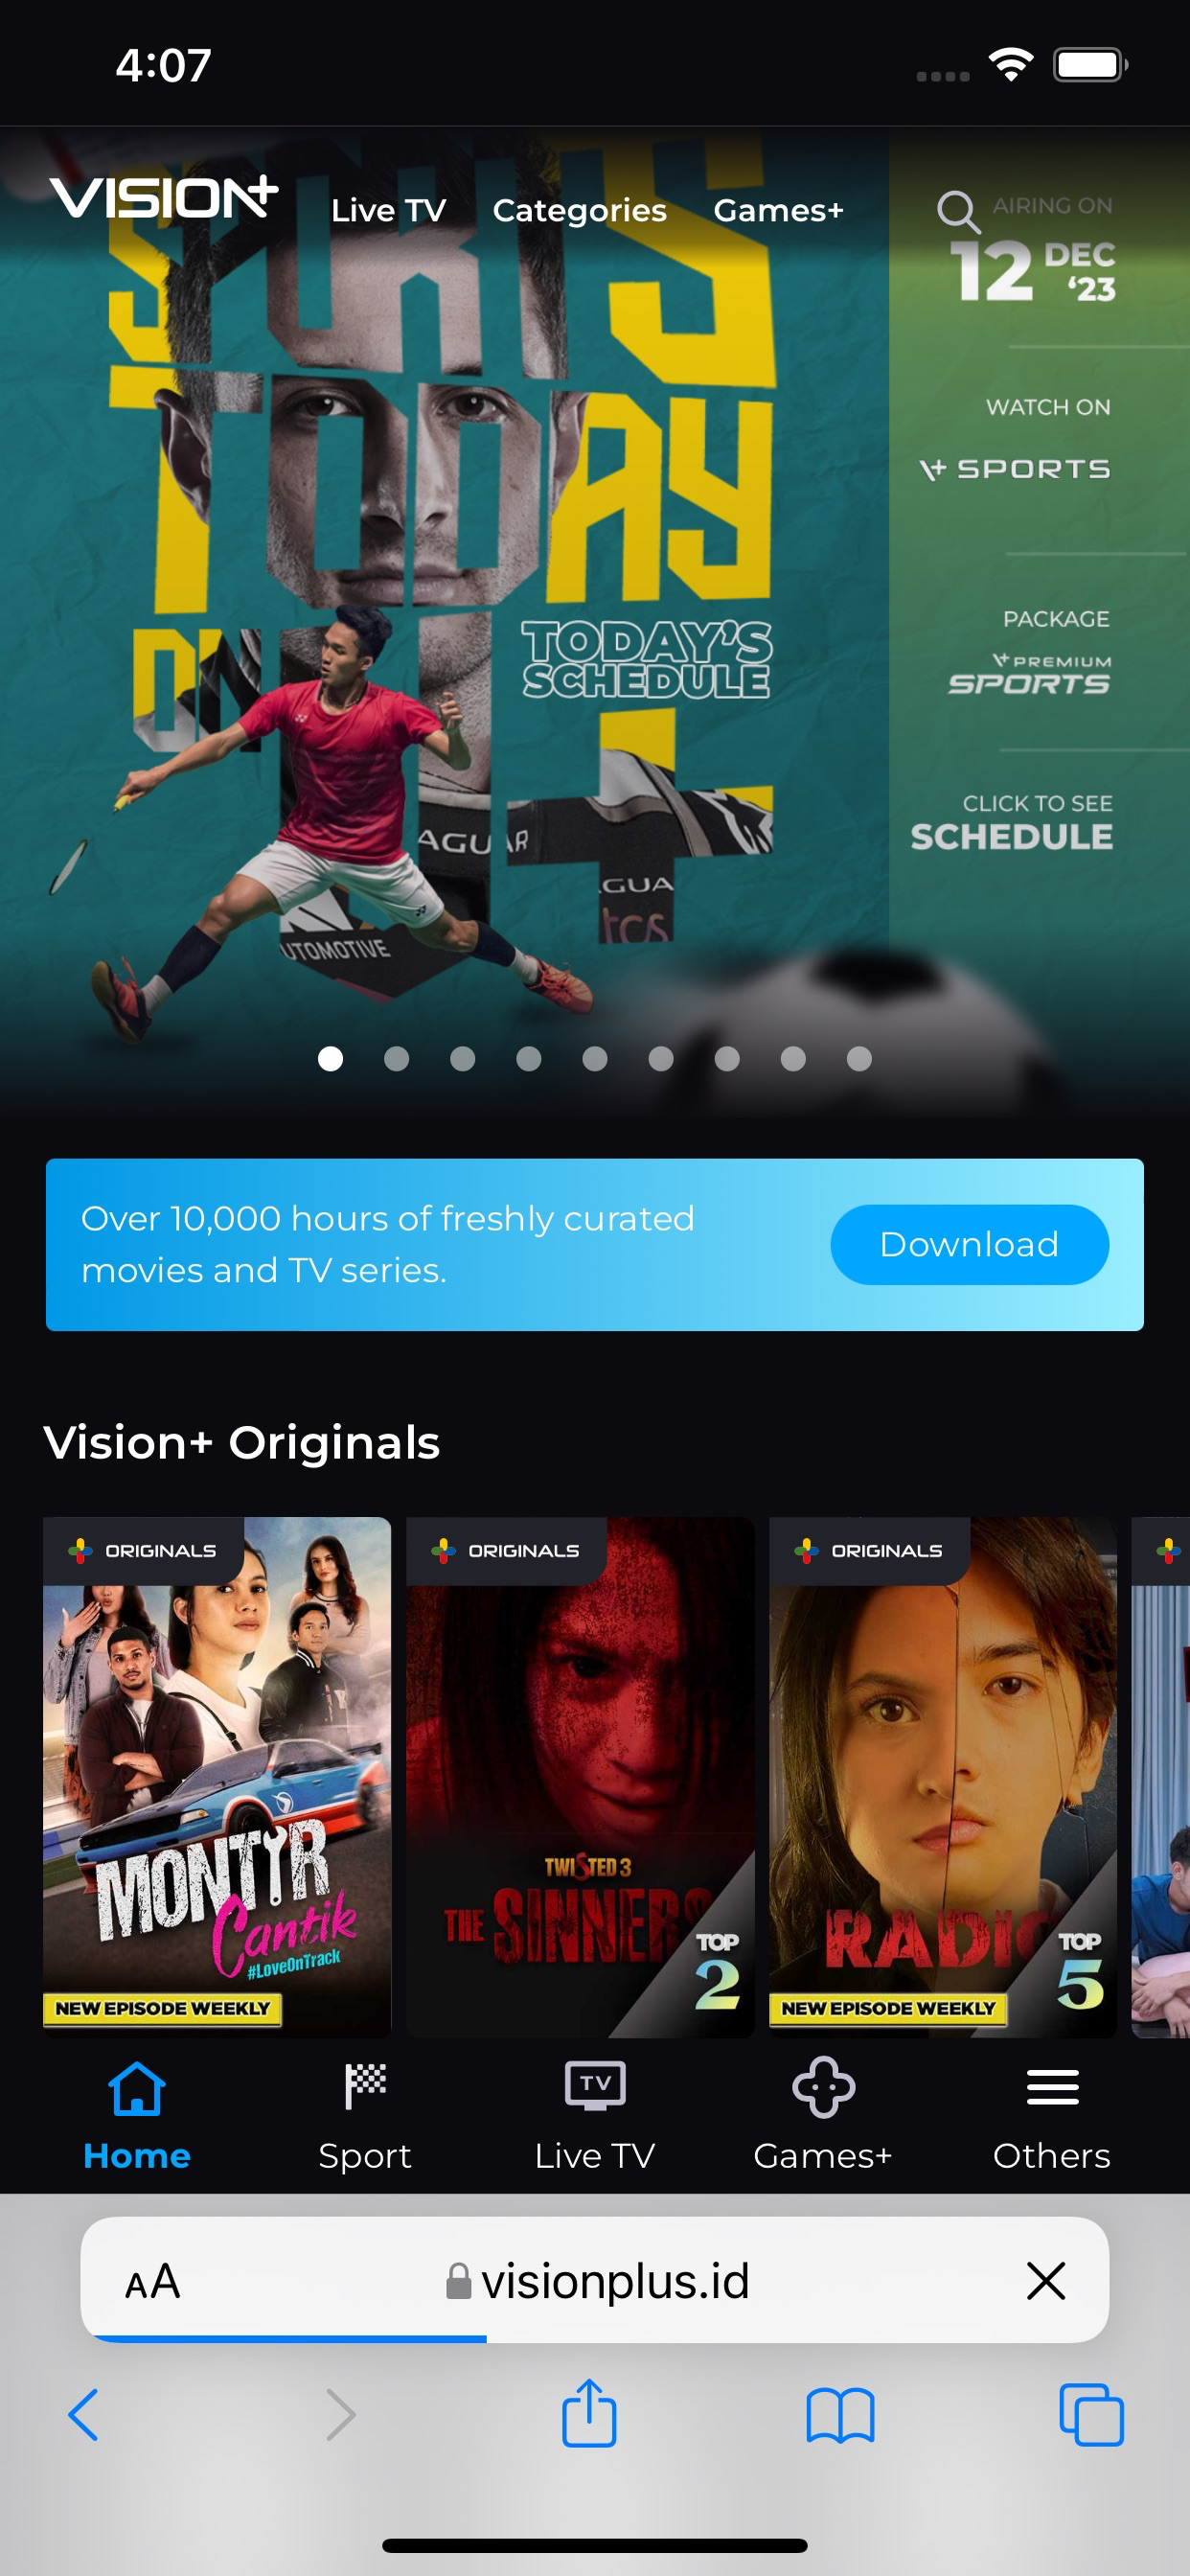 4:07
VISION+
Live TV
Categories
Games+
AIRING ON
12 DEC '23
WATCH ON
V+ SPORTS
PACKAGE
V+ PREMIUM
SPORTS
CLICK TO SEE
SCHEDULE
SPORTS
TODAY
ON
TODAY'S
SCHEDULE
AGUAR
GUA
tcs
UTOMOTIVE
Over 10,000 hours of freshly curated
movies and TV series.
Download
Vision+ Originals
ORIGINALS
MONTIR
Cantik
#LoveOnTrack
NEW EPISODE WEEKLY
ORIGINALS
TWISTED 3
THE SINNERS
TOP
2
ORIGINALS
RADI
TOP
5
NEW EPISODE WEEKLY
Home
Sport
TV
Live TV
Games+
Others
AA
visionplus.id